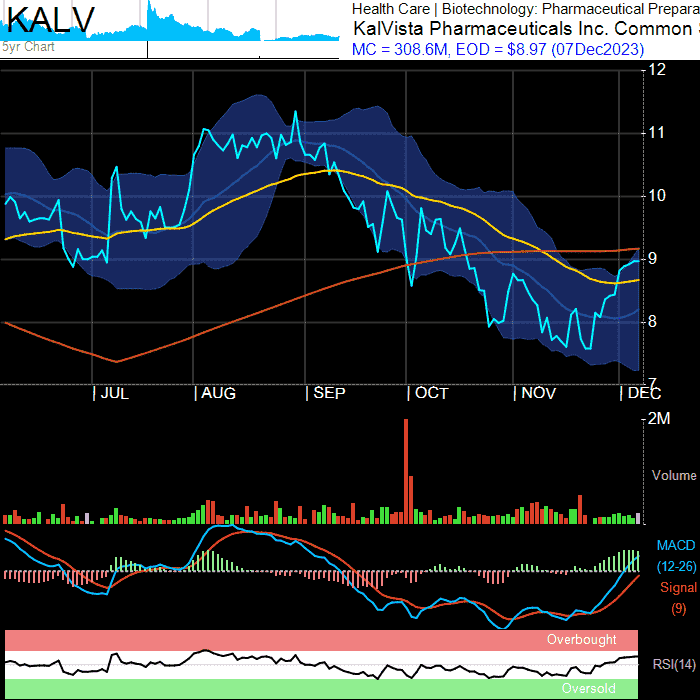 KALV
5yr Chart
Health Care | Biotechnology: Pharmaceutical Prepara
KalVista Pharmaceuticals Inc. Common
MC = 308.6M, EOD = $8.97 (07Dec2023)
12
11
10
9
8
7
| JUL | AUG | SEP | OCT | NOV | DEC
2M
Volume
MACD
(12-26)
Signal
(9)
Overbought
RSI(14)
Oversold